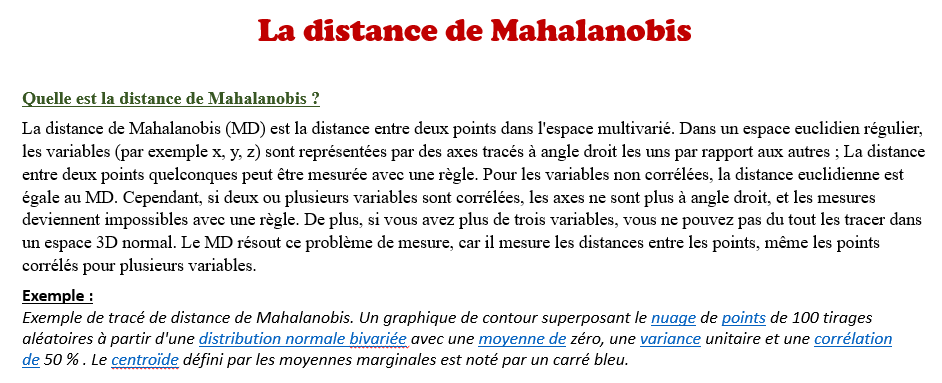 La distance de Mahalanobis
Quelle est la distance de Mahalanobis ?
La distance de Mahalanobis (MD) est la distance entre deux points dans l'espace multivarié. Dans un espace euclidien régulier,
les variables (par exemple x, y, z) sont représentées par des axes tracés à angle droit les uns par rapport aux autres ; La distance
entre deux points quelconques peut être mesurée avec une règle. Pour les variables non corrélées, la distance euclidienne est
égale au MD. Cependant, si deux ou plusieurs variables sont corrélées, les axes ne sont plus à angle droit, et les mesures
deviennent impossibles avec une règle. De plus, si vous avez plus de trois variables, vous ne pouvez pas du tout les tracer dans
un espace 3D normal. Le MD résout ce problème de mesure, car il mesure les distances entre les points, même les points
corrélés pour plusieurs variables.
Exemple :
Exemple de tracé de distance de Mahalanobis. Un graphique de contour superposant le nuage de points de 100 tirages
aléatoires à partir d'une distribution normale bivariée avec une moyenne de zéro, une variance unitaire et une corrélation
de 50 % . Le centroïde défini par les moyennes marginales est noté par un carré bleu.